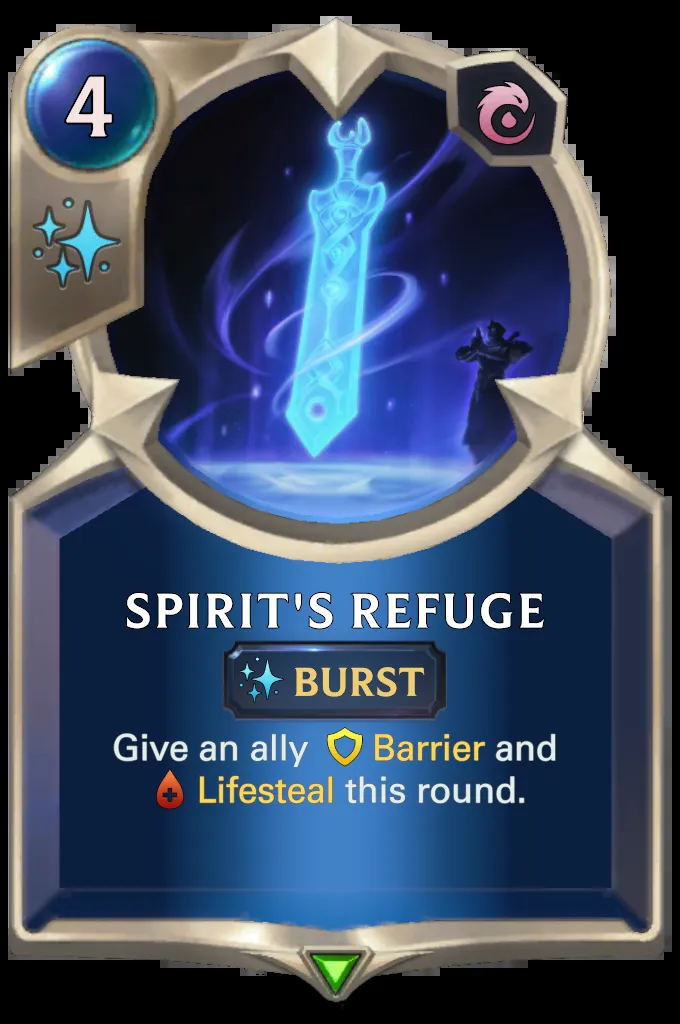 4
SPIRIT'S REFUGE
BURST
Give an ally Barrier and
Lifesteal this round.